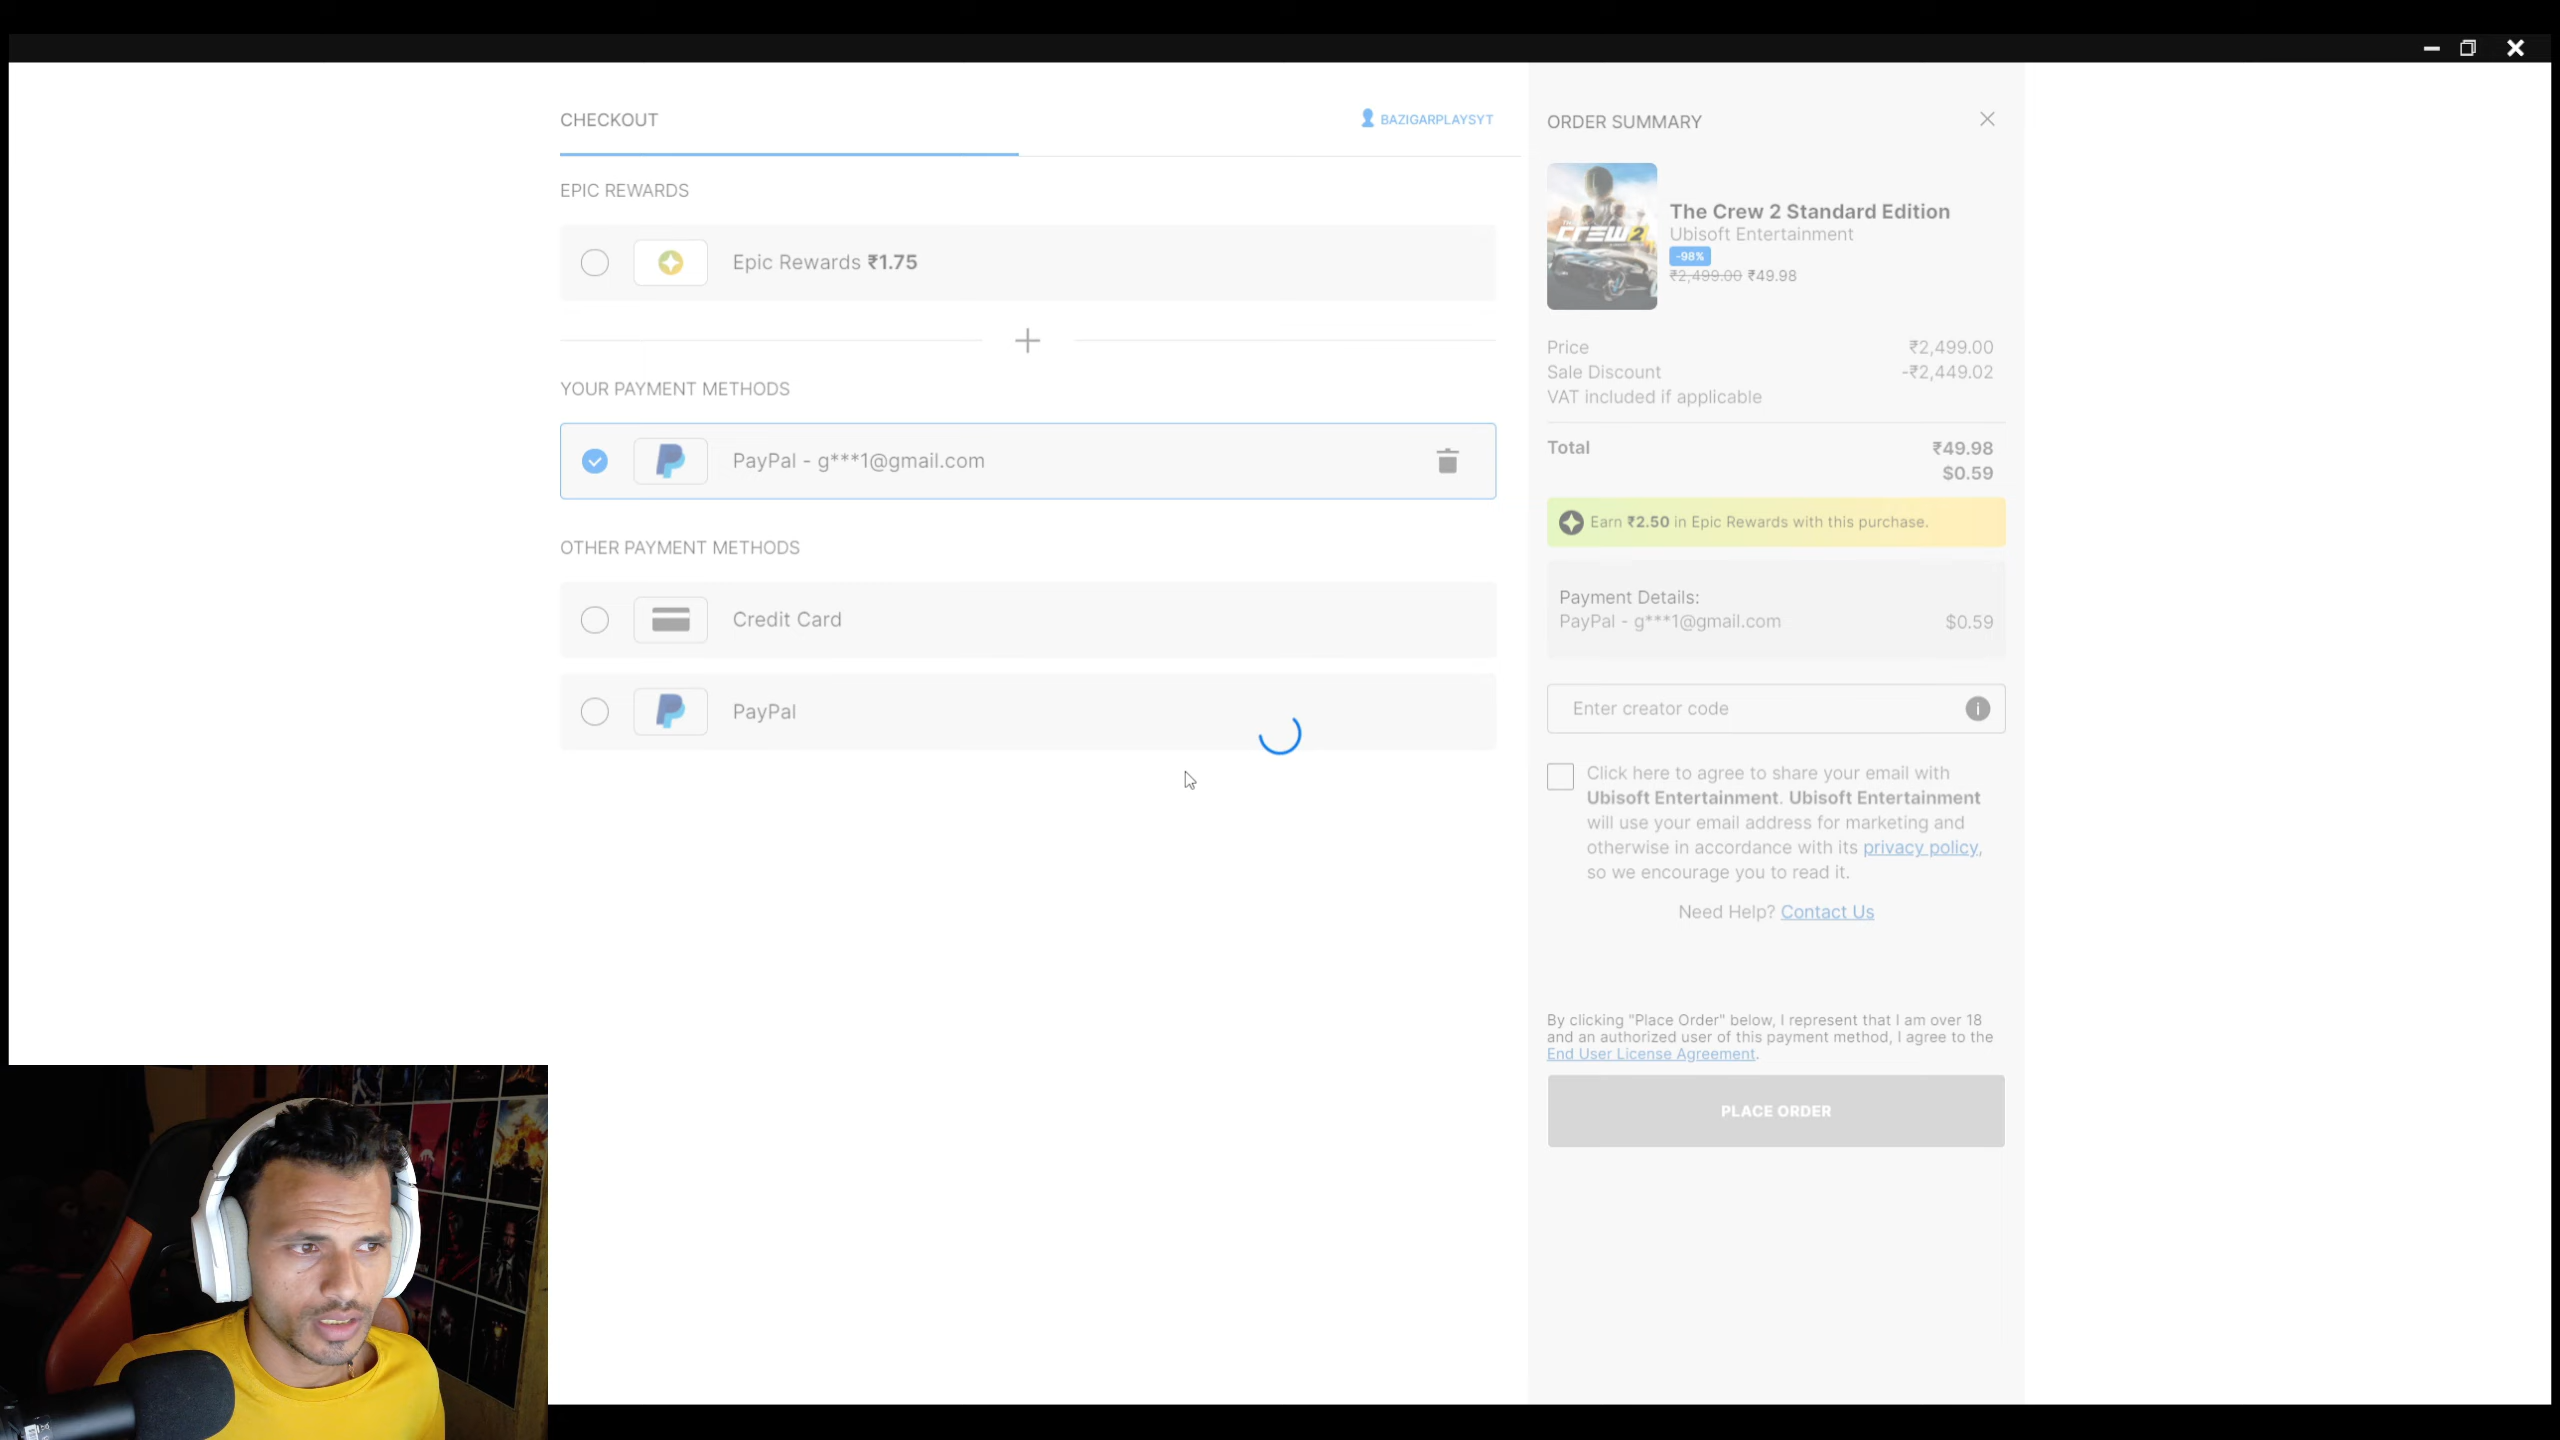 CHECKOUT
BAZIGARPLAYSYT
EPIC REWARDS
Epic Rewards ₹1.75
YOUR PAYMENT METHODS
PayPal - g***1@gmail.com
OTHER PAYMENT METHODS
Credit Card
PayPal
ORDER SUMMARY
THE CREW 2
The Crew 2 Standard Edition
Ubisoft Entertainment
-98%
₹2,499.00 ₹49.98
Price ₹2,499.00
Sale Discount -₹2,449.02
VAT included if applicable
Total ₹49.98
$0.59
Earn ₹2.50 in Epic Rewards with this purchase.
Payment Details:
PayPal - g***1@gmail.com $0.59
Enter creator code
Click here to agree to share your email with
Ubisoft Entertainment. Ubisoft Entertainment
will use your email address for marketing and
otherwise in accordance with its privacy policy,
so we encourage you to read it.
Need Help? Contact Us
By clicking "Place Order" below, I represent that I am over 18
and an authorized user of this payment method, I agree to the
End User License Agreement.
PLACE ORDER